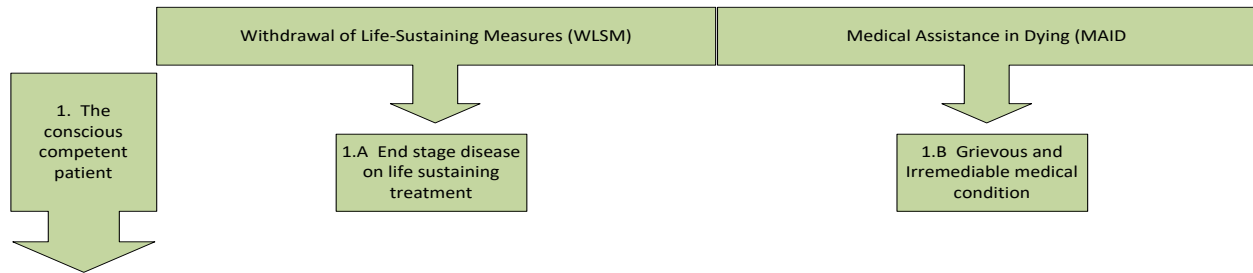 Withdrawal of Life-Sustaining Measures (WLSM)
Medical Assistance in Dying (MAID
1. The
conscious
competent
patient
1.A End stage disease
on life sustaining
treatment
1.B Grievous and
Irremediable medical
condition